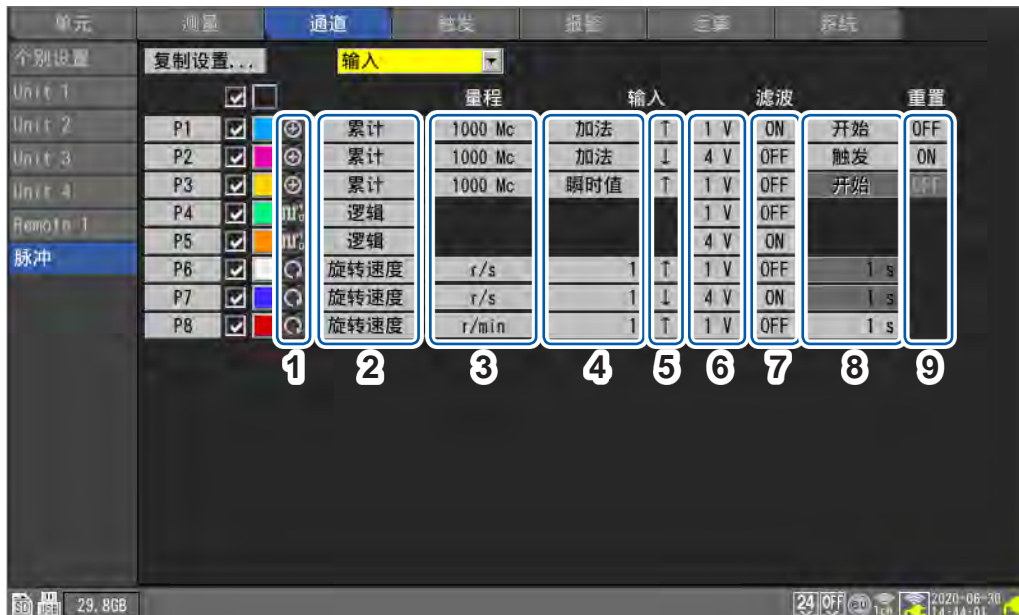 单元 测量 通道 触发 报警 主要 系统
个别设置
复制设置... 输入
Unit 1
量程 输入 滤波 重置
Unit 2
P1 累计 1000 Mc 加法 ↑ 1 V ON 开始 OFF
Unit 3
P2 累计 1000 Mc 加法 ↓ 4 V OFF 触发 ON
Unit 4
P3 累计 1000 Mc 瞬时值 ↑ 1 V OFF 开始 OFF
Remote 1
P4 逻辑 1 V OFF
脉冲
P5 逻辑 4 V ON
P6 旋转速度 r/s 1 ↑ 1 V OFF 1 s
P7 旋转速度 r/s 1 ↓ 4 V ON 1 s
P8 旋转速度 r/min 1 ↑ 1 V OFF 1 s
1 2 3 4 5 6 7 8 9
SD USB 29.8GB 24 OFF 1ch 2020-06-30
14:44:01